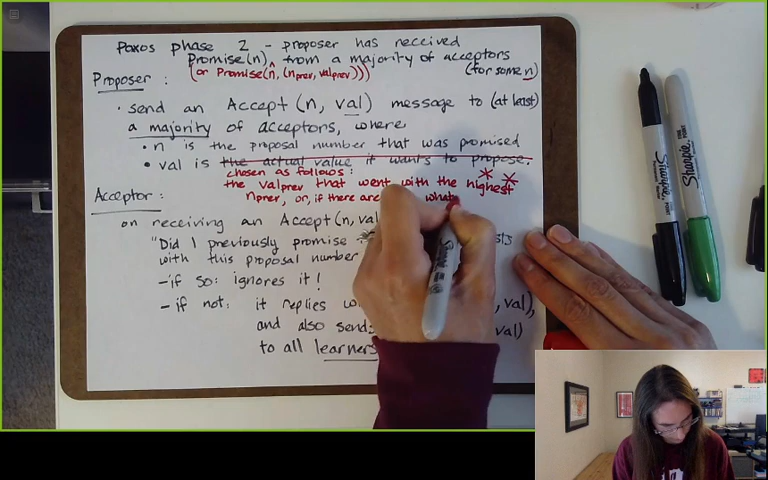 Paxos phase 2 - proposer has received
Promise(n) ^ from a majority of acceptors
(or Promise(n, (nprev, valprev))) (for some n)
Proposer :
• send an Accept (n, val) message to (at least)
a majority of acceptors, where
• n is the proposal number that was promised
• val is the actual value it wants to propose.
chosen as follows: * *
the valprev that went with the highest
nprev, or, if there are
Acceptor:
on receiving an Accept(n, val
"Did I previously promise
with this proposal number
- if so: ignores it!
- if not: it replies , val),
and also sends val)
to all learners
Sharpie
Sharpie
FINE POINT